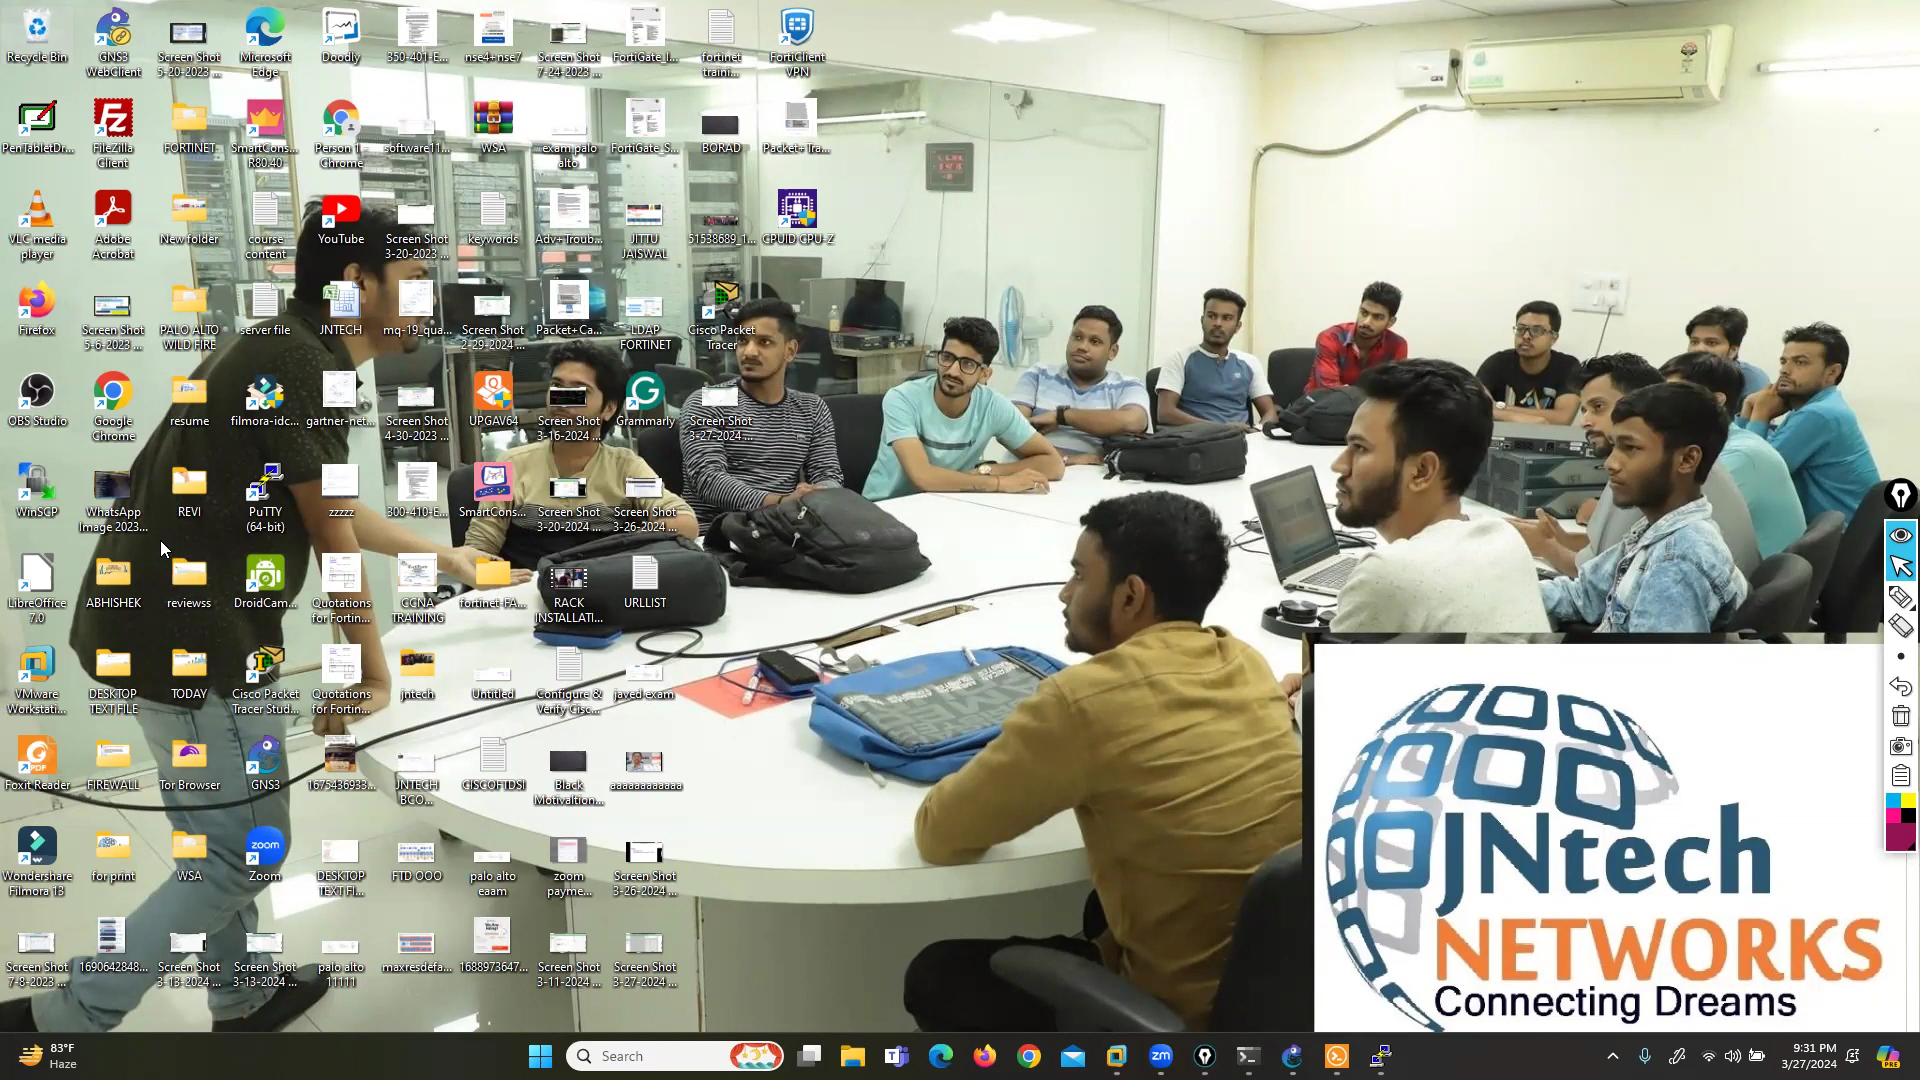 Recycle Bin
GNS3
WebClient
Screen Shot
5-20-2023 ...
Microsoft
Edge
Doodly
350-401-E...
nse4+nse7
Screen Shot
7-24-2023 ...
FortiGate_I...
fortinet
traini...
FortiClient
VPN
PenTabletDr...
FileZilla
Client
FORTINET
SmartCons...
R80.40
Person 1 -
Chrome
software11...
WSA
exam palo
alto
FortiGate_S...
BORAD
Packet+Tra...
VLC media
player
Adobe
Acrobat
New folder
course
content
YouTube
Screen Shot
3-20-2023 ...
keywords
Adv+Troub...
JITTU
JAISWAL
51538689_1...
CPUID CPU-Z
Firefox
Screen Shot
5-6-2023 ...
PALO ALTO
WILD FIRE
server file
JNTECH
mq-19_qua...
Screen Shot
2-29-2024 ...
Packet+Ca...
LDAP
FORTINET
Cisco Packet
Tracer
OBS Studio
Google
Chrome
resume
filmora-idc...
gartner-net...
Screen Shot
4-30-2023 ...
UPGAV64
Screen Shot
3-16-2024 ...
Grammarly
Screen Shot
3-27-2024 ...
WinSCP
WhatsApp
Image 2023...
REVI
PuTTY
(64-bit)
zzzzz
300-410-E...
SmartCons...
Screen Shot
3-20-2024 ...
Screen Shot
3-26-2024 ...
LibreOffice
7.0
ABHISHEK
reviewss
DroidCam...
Quotations
for Fortin...
CCNA
TRAINING
fortinet-FA...
RACK
INSTALLATI...
URLLIST
VMware
Workstati...
DESKTOP
TEXT FILE
TODAY
Cisco Packet
Tracer Stud...
Quotations
for Fortin...
jntech
Untitled
Configure &
Verify Cisc...
javed exam
Foxit Reader
FIREWALL
Tor Browser
GNS3
1675436933...
JNTECH
BCO...
CISCOFTDSI
Black
Motivaltion...
aaaaaaaaaaaa
Wondershare
Filmora 13
for print
WSA
zoom
Zoom
DESKTOP
TEXT FI...
FTD OOO
palo alto
eaam
zoom
payme...
Screen Shot
3-26-2024 ...
Screen Shot
7-8-2023 ...
1690642848...
Screen Shot
3-13-2024 ...
Screen Shot
3-13-2024 ...
palo alto
11111
maxresdefa...
1688973647...
Screen Shot
3-11-2024 ...
Screen Shot
3-27-2024 ...
JNtech
NETWORKS
Connecting Dreams
83°F
Haze
Search
zm
9:31 PM
3/27/2024
PRE